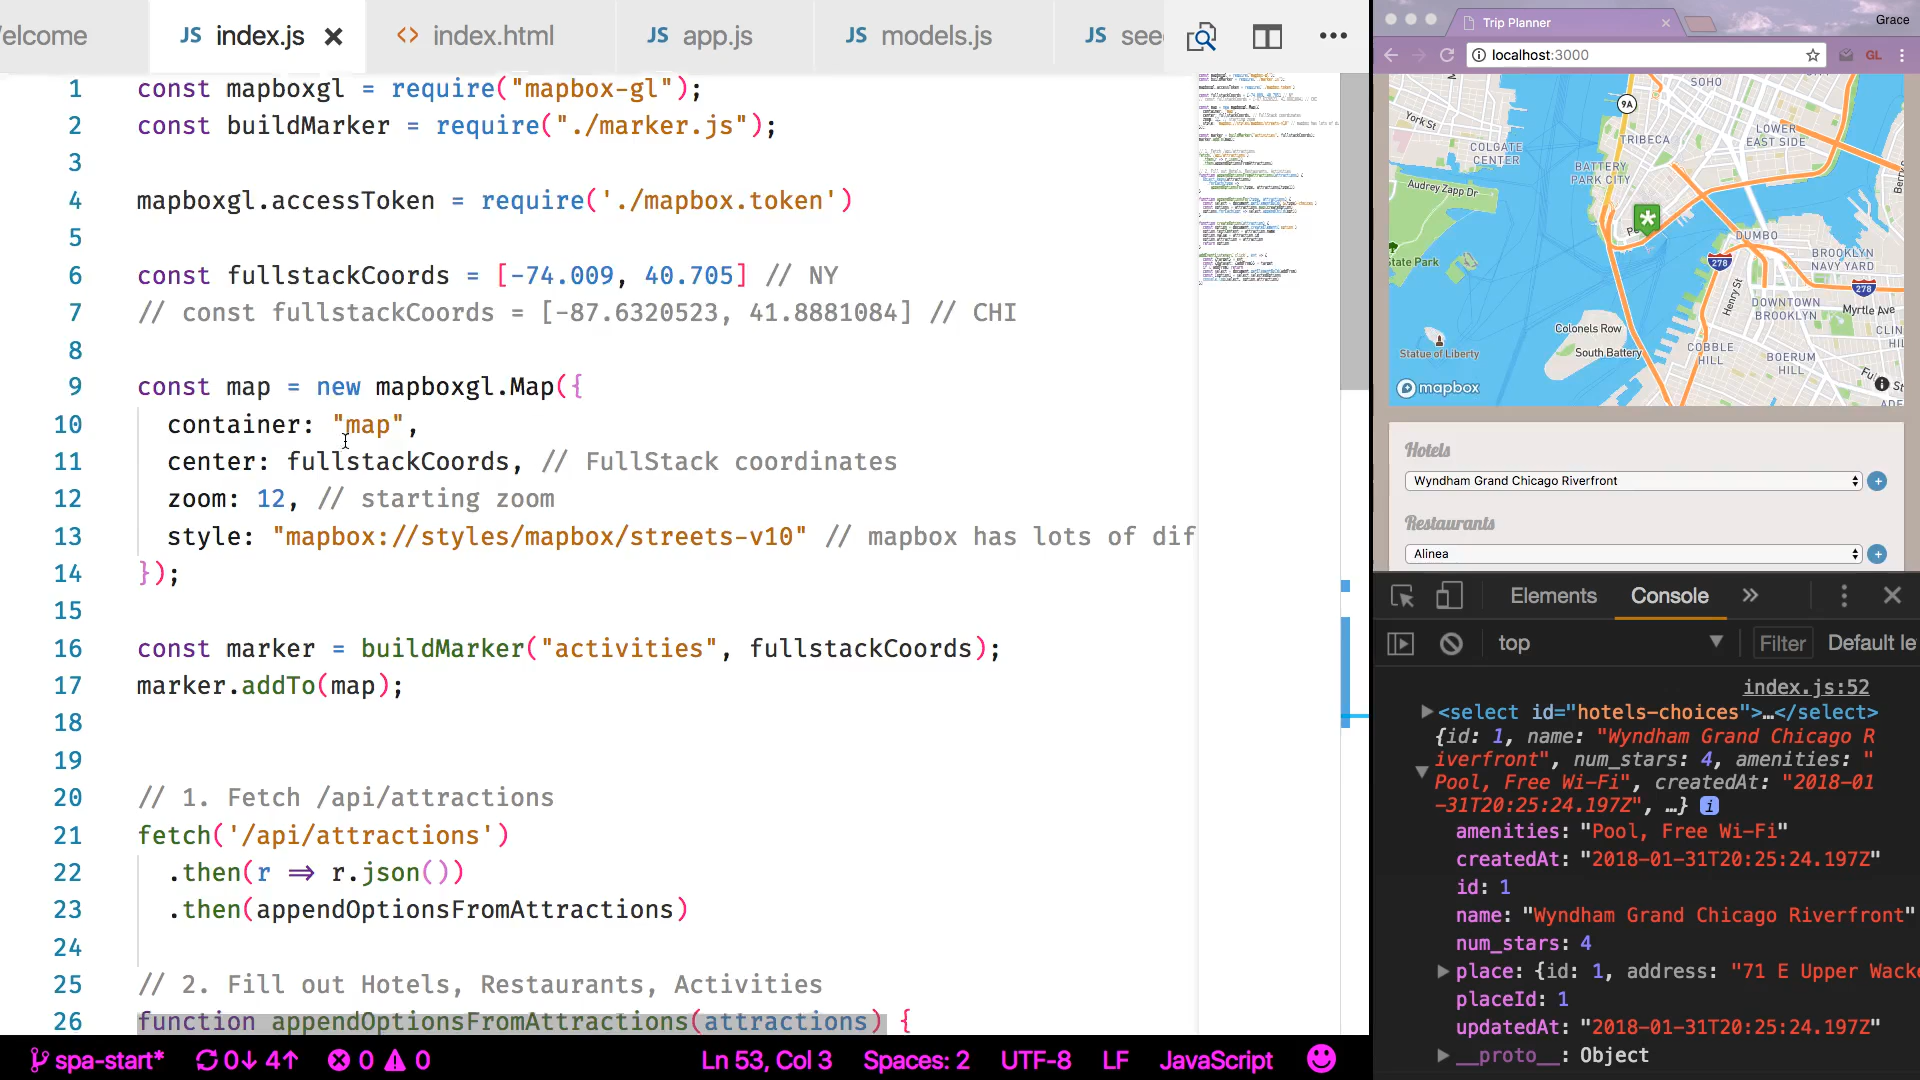 elcome
JS index.js
<> index.html
JS app.js
JS models.js
JS see
1 const mapboxgl = require("mapbox-gl");
2 const buildMarker = require("./marker.js");
3
4 mapboxgl.accessToken = require('./mapbox.token')
5
6 const fullstackCoords = [-74.009, 40.705] // NY
7 // const fullstackCoords = [-87.6320523, 41.8881084] // CHI
8
9 const map = new mapboxgl.Map({
10 container: "map",
11 center: fullstackCoords, // FullStack coordinates
12 zoom: 12, // starting zoom
13 style: "mapbox://styles/mapbox/streets-v10" // mapbox has lots of dif
14 });
15
16 const marker = buildMarker("activities", fullstackCoords);
17 marker.addTo(map);
18
19
20 // 1. Fetch /api/attractions
21 fetch('/api/attractions')
22 .then(r => r.json())
23 .then(appendOptionsFromAttractions)
24
25 // 2. Fill out Hotels, Restaurants, Activities
26 function appendOptionsFromAttractions(attractions) {
spa-start* 0↓ 4↑ 0 0
Ln 53, Col 3 Spaces: 2 UTF-8 LF JavaScript
Trip Planner
Grace
localhost:3000
GL
SOHO
9A
York St
TRIBECA
LOWER
EAST SIDE
COLGATE
CENTER
BATTERY
PARK CITY
Audrey Zapp Dr
DUMBO
State Park
278
BROOKLYN
NAVY YARD
278
Henry St
DOWNTOWN
BROOKLYN
Myrtle Ave
Colonels Row
CLIN
HIL
Statue of Liberty
South Battery
COBBLE
HILL
BOERUM
HILL
mapbox
Hotels
Wyndham Grand Chicago Riverfront
Restaurants
Alinea
Elements Console »
top
Filter
Default le
index.js:52
<select id="hotels-choices">…</select>
{id: 1, name: "Wyndham Grand Chicago R
iverfront", num_stars: 4, amenities: "
Pool, Free Wi-Fi", createdAt: "2018-01
-31T20:25:24.197Z", …} i
amenities: "Pool, Free Wi-Fi"
createdAt: "2018-01-31T20:25:24.197Z"
id: 1
name: "Wyndham Grand Chicago Riverfront"
num_stars: 4
place: {id: 1, address: "71 E Upper Wack
placeId: 1
updatedAt: "2018-01-31T20:25:24.197Z"
__proto__: Object